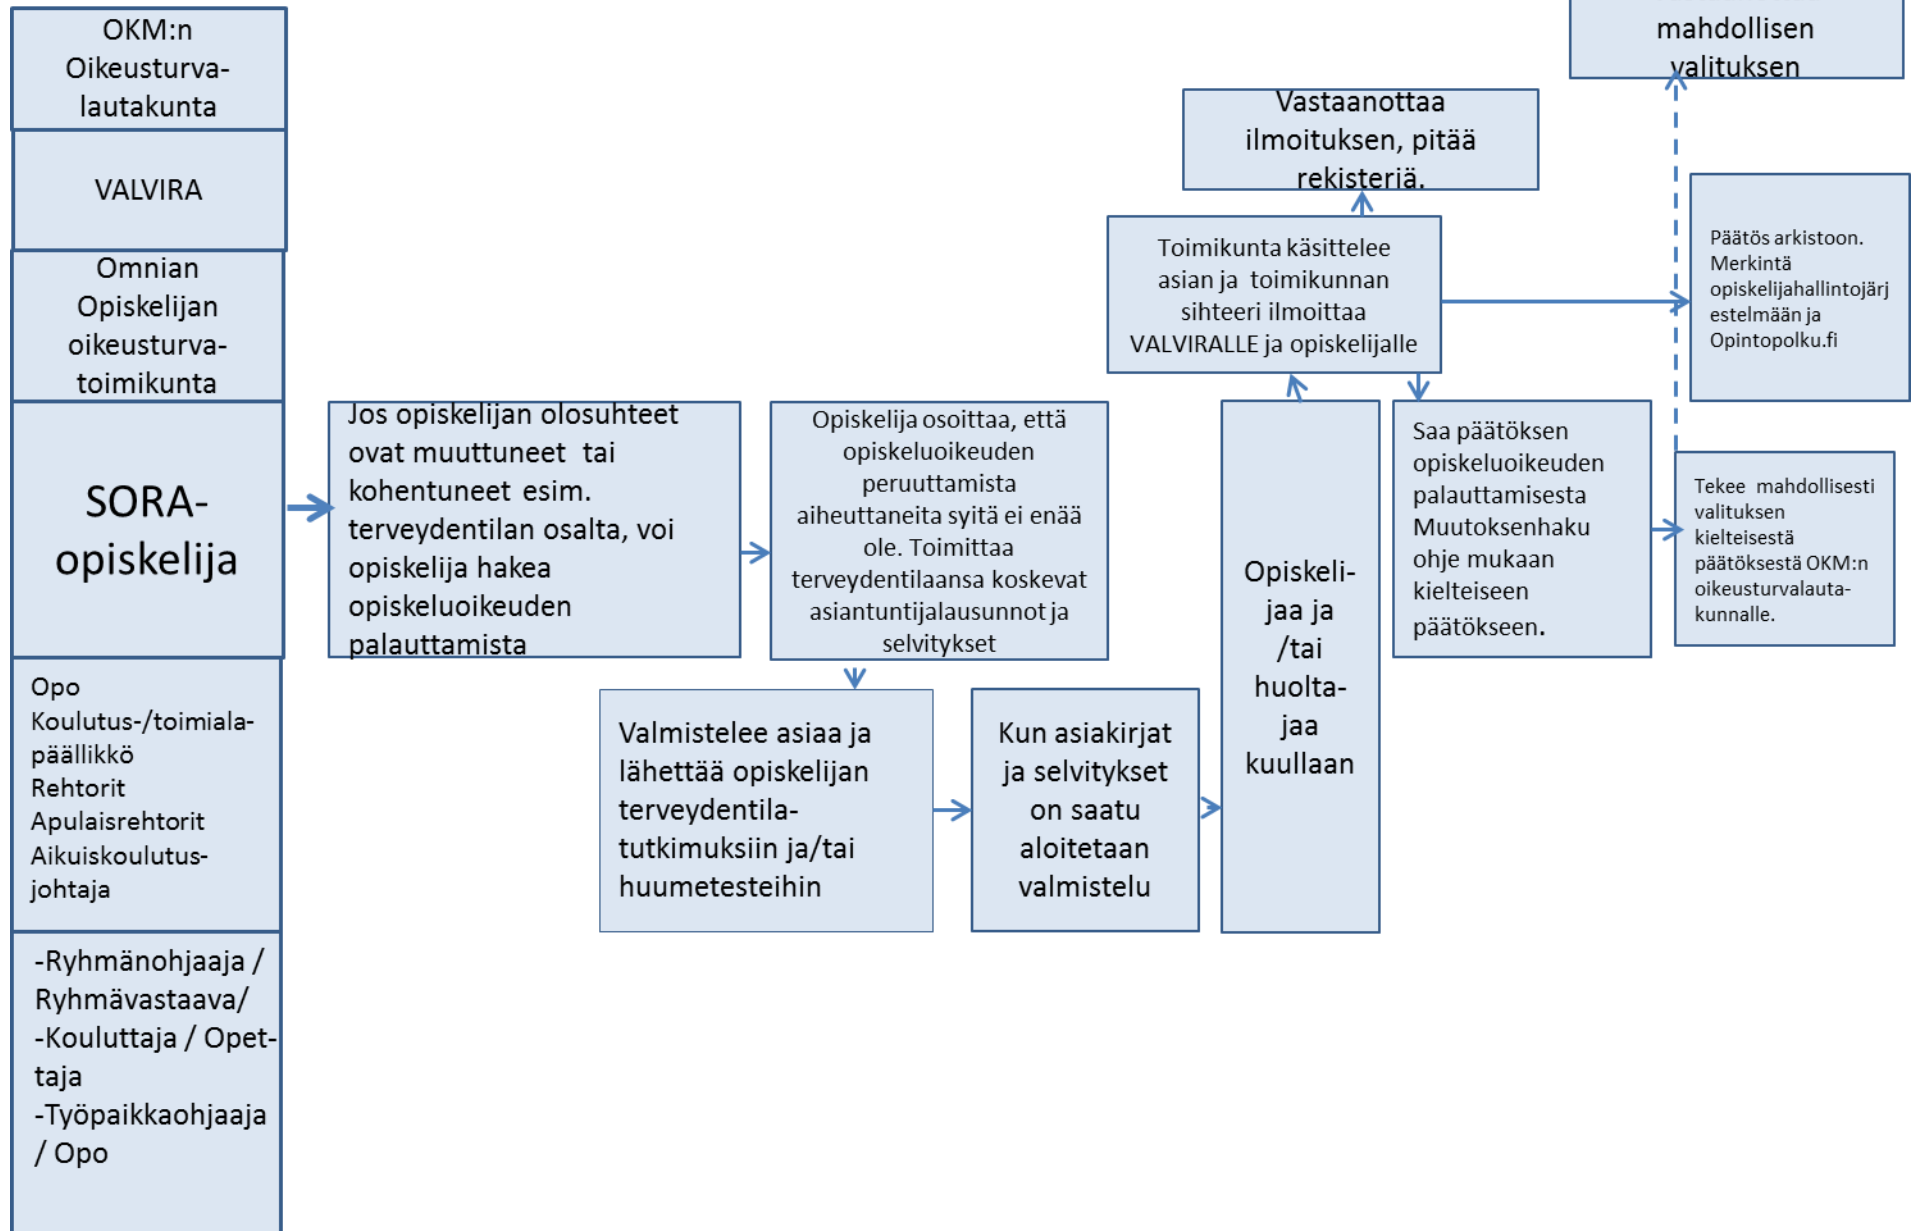 OKM:n
Oikeusturva-
lautakunta
VALVIRA
Omnian
Opiskelijan
oikeusturva-
toimikunta
SORA-
opiskelija
Opo
Koulutus-/toimiala-
päällikkö
Rehtorit
Apulaisrehtorit
Aikuiskoulutus-
johtaja
-Ryhmänohjaaja /
Ryhmävastaava/
-Kouluttaja / Opet-
taja
-Työpaikkaohjaaja
/ Opo
Jos opiskelijan olosuhteet
ovat muuttuneet tai
kohentuneet esim.
terveydentilan osalta, voi
opiskelija hakea
opiskeluoikeuden
palauttamista
Opiskelija osoittaa, että
opiskeluoikeuden
peruuttamista
aiheuttaneita syitä ei enää
ole. Toimittaa
terveydentilaansa koskevat
asiantuntijalausunnot ja
selvitykset
Valmistelee asiaa ja
lähettää opiskelijan
terveydentila-
tutkimuksiin ja/tai
huumetesteihin
Kun asiakirjat
ja selvitykset
on saatu
aloitetaan
valmistelu
Opiskeli-
jaa ja
/tai
huolta-
jaa
kuullaan
Toimikunta käsittelee
asian ja toimikunnan
sihteeri ilmoittaa
VALVIRALLE ja opiskelijalle
Vastaanottaa
ilmoituksen, pitää
rekisteriä.
Saa päätöksen
opiskeluoikeuden
palauttamisesta
Muutoksenhaku
ohje mukaan
kielteiseen
päätökseen.
Tekee mahdollisesti
valituksen
kielteisestä
päätöksestä OKM:n
oikeusturvalauta-
kunnalle.
Päätös arkistoon.
Merkintä
opiskelijahallintojärj
estelmään ja
Opintopolku.fi
mahdollisen
valituksen